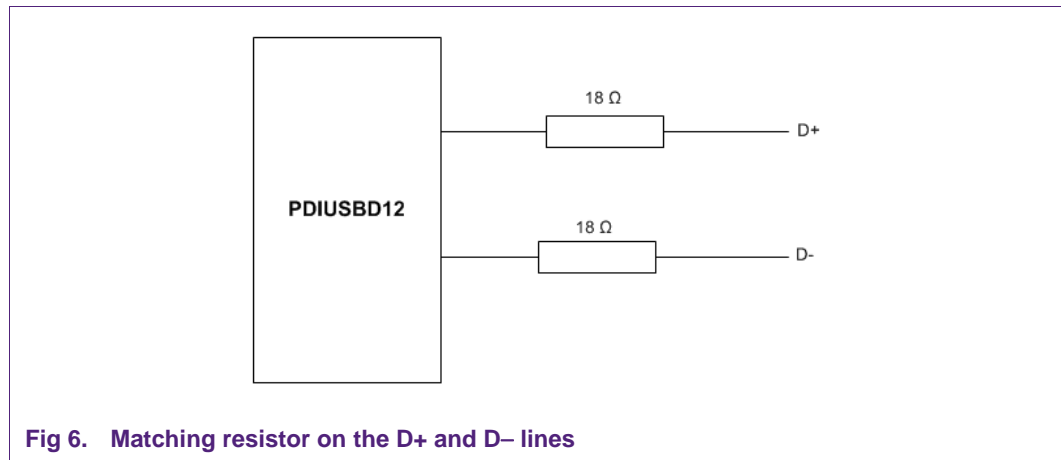 18 Ω
D+
PDIUSBD12
18 Ω
D-
Fig 6. Matching resistor on the D+ and D– lines